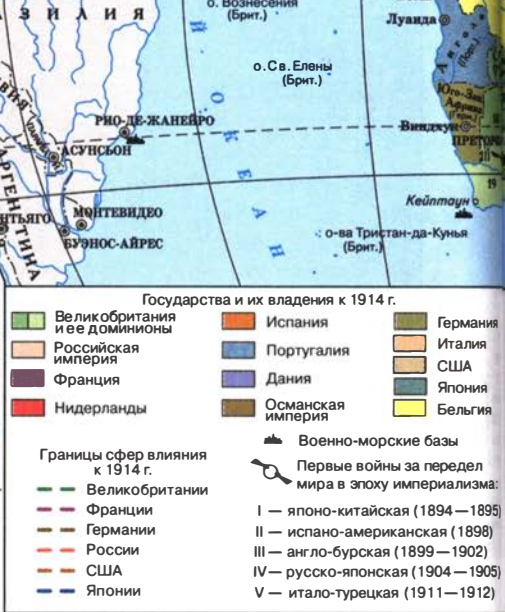 о. Вознесения
(Брит.)
Луанда
З И Л И Я
Й
о. Св. Елены
(Брит.)
О К Е А Н
РИО-ДЕ-ЖАНЕЙРО
Виндхук
АСУНСЬОН
АРГЕНТИНА
МОНТЕВИДЕО
БУЭНОС-АЙРЕС
Кейптаун
19
о-ва Тристан-да-Кунья
(Брит.)
Государства и их владения к 1914 г.
Великобритания
и ее доминионы
Российская
империя
Франция
Нидерланды
Испания
Португалия
Дания
Османская
империя
Германия
Италия
США
Япония
Бельгия
Военно-морские базы
Границы сфер влияния
к 1914 г.
Великобритании
Франции
Германии
России
США
Японии
Первые войны за передел
мира в эпоху империализма:
I — японо-китайская (1894—1895)
II — испано-американская (1898)
III — англо-бурская (1899—1902)
IV — русско-японская (1904—1905)
V — итало-турецкая (1911—1912)